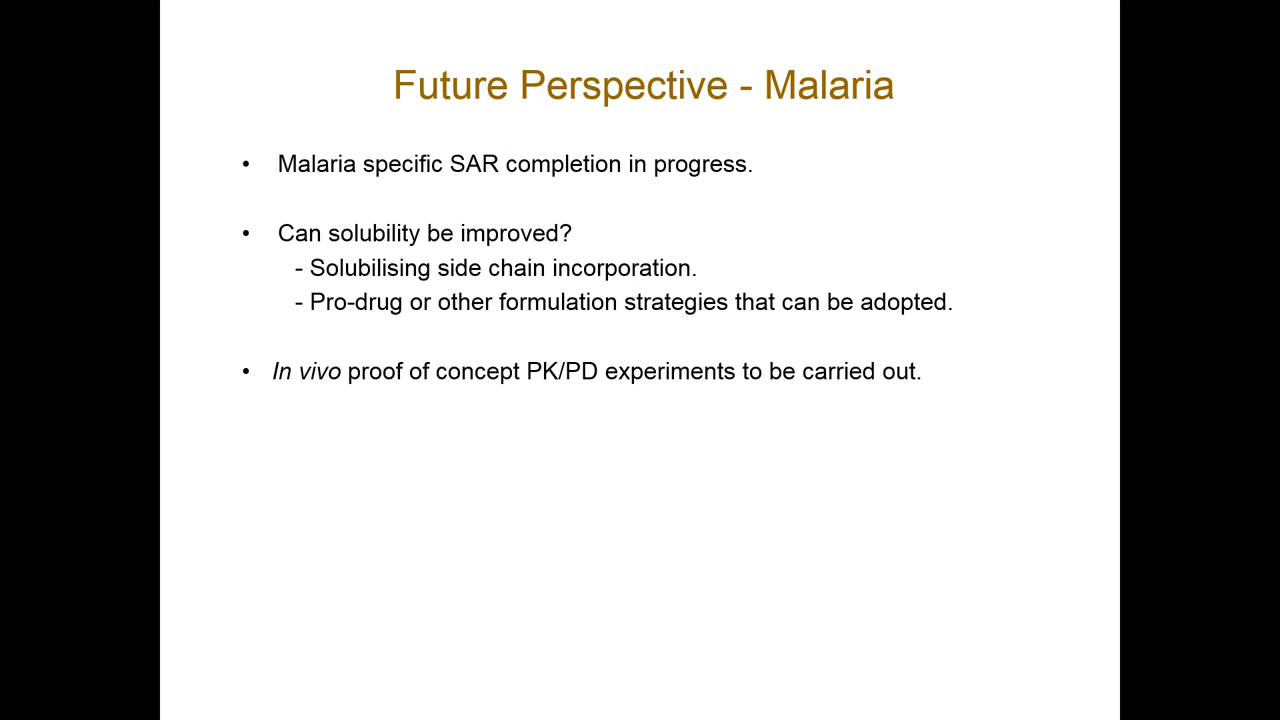 Future Perspective - Malaria
• Malaria specific SAR completion in progress.
• Can solubility be improved?
- Solubilising side chain incorporation.
- Pro-drug or other formulation strategies that can be adopted.
• In vivo proof of concept PK/PD experiments to be carried out.